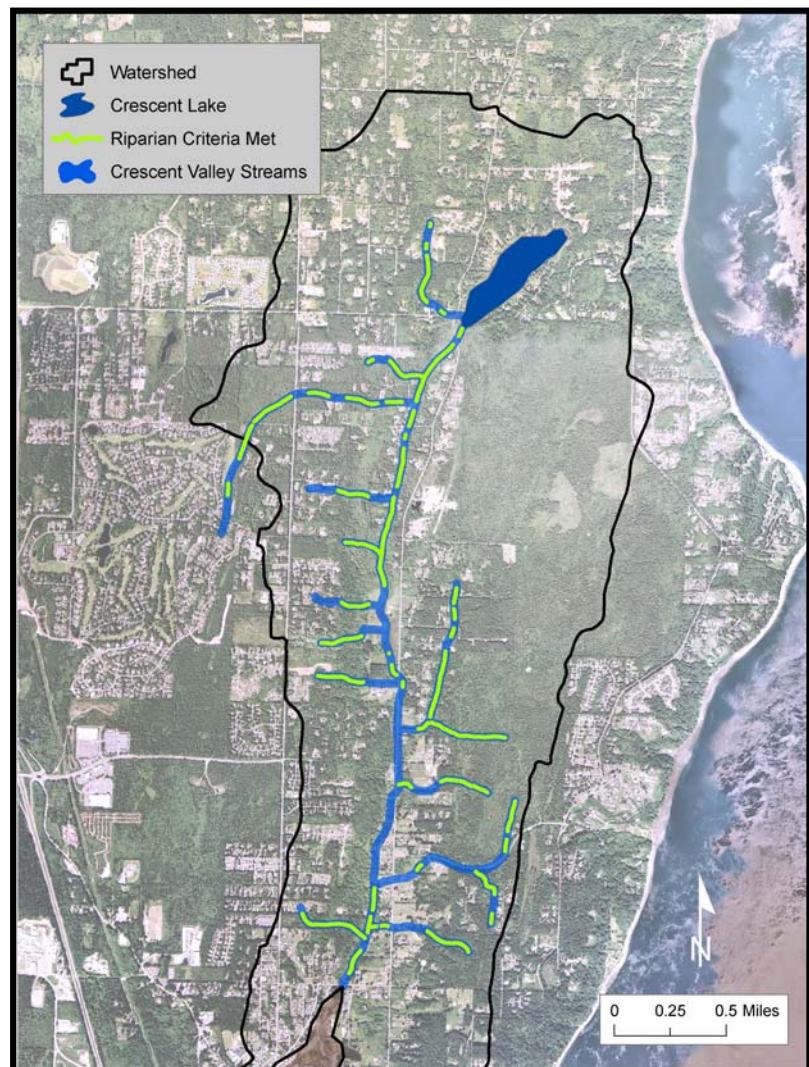 Watershed
Crescent Lake
Riparian Criteria Met
Crescent Valley Streams
N
0 0.25 0.5 Miles